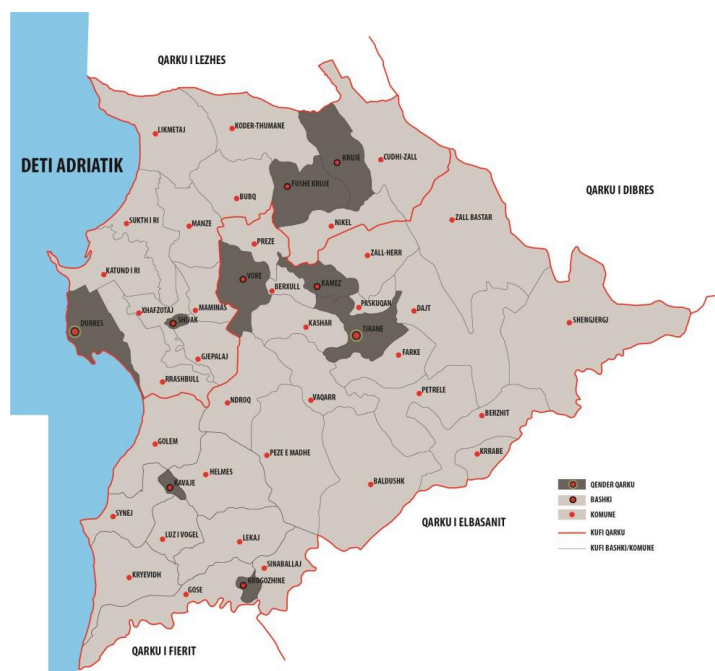 QARKU I LEZHES
LIKMETAJ
KODER-THUMANE
DETI ADRIATIK
KRUJE
CUDHI-ZALL
FUSHE KRUJE
QARKU I DIBRES
BUBQ
SUKTH I RI
MANZE
NIKEL
ZALL BASTAR
PREZE
ZALL-HERR
KATUND I RI
VORE
BERXULL
KAMEZ
XHAFZOTAJ
MAMINAS
PASKUQAN
DAJT
SHENGJERGJ
DURRES
SHIJAK
KASHAR
TIRANE
GJEPALAJ
FARKE
RRASHBULL
NDROQ
VAQARR
PETRELE
BERZHIT
GOLEM
PEZE E MADHE
KRRABE
HELMES
KAVAJE
BALDUSHK
QENDER QARKU
BASHKI
KOMUNE
SYNEJ
QARKU I ELBASANIT
KUFI QARKU
LUZ I VOGEL
LEKAJ
KUFI BASHKI/KOMUNE
SINABALLAJ
KRYEVIDH
RROGOZHINE
GOSE
QARKU I FIERIT